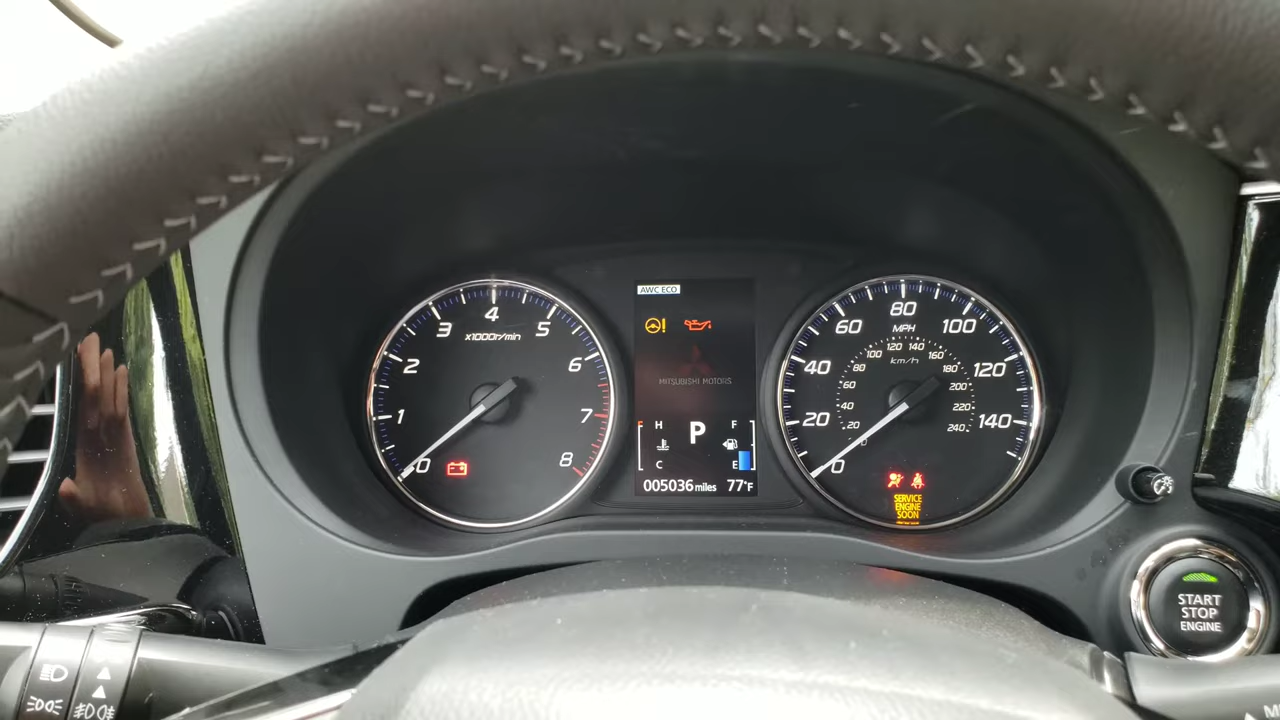 4
3
5
x1000r/min
2
6
1
7
0
8
AWC ECO
MITSUBISHI MOTORS
H
P
F
C
E
005036 miles 77°F
80
60
MPH
100
120 140
100
km/h
160
40
80
180
120
60
200
20
40
220
140
20
240
0
0
SERVICE
ENGINE
SOON
START
STOP
ENGINE
M